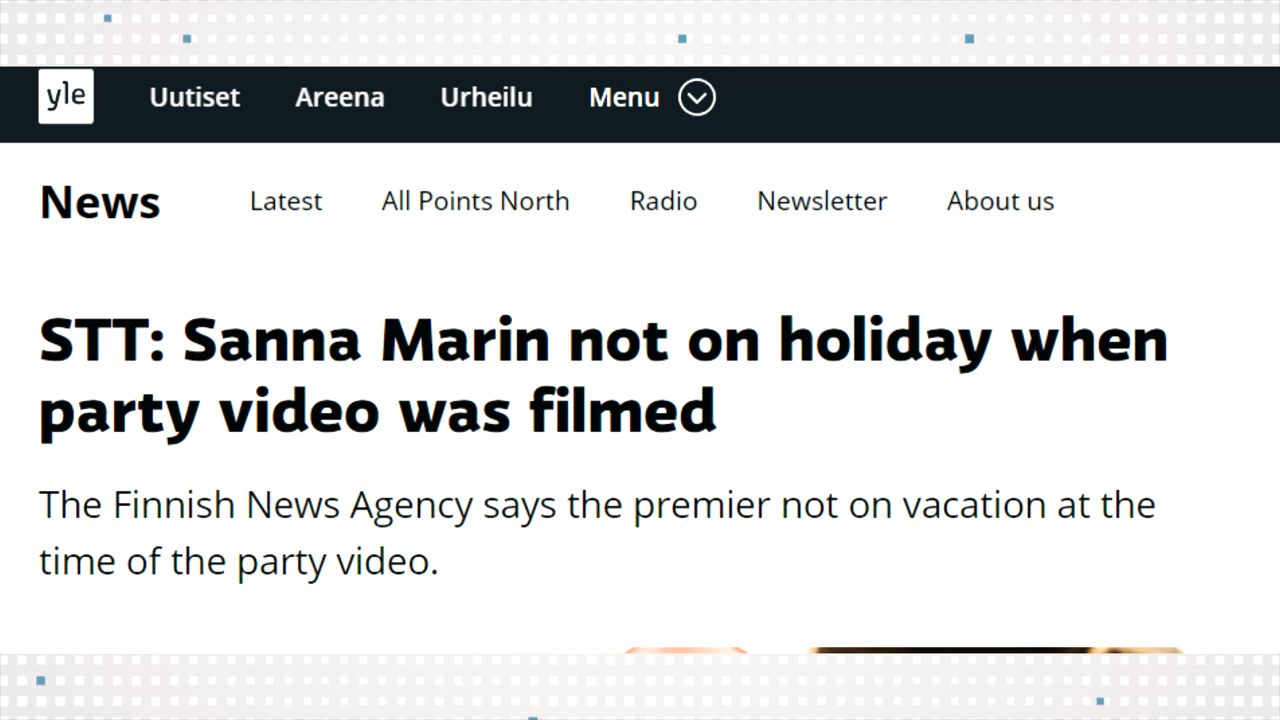 yle Uutiset Areena Urheilu Menu
News Latest All Points North Radio Newsletter About us
STT: Sanna Marin not on holiday when
party video was filmed
The Finnish News Agency says the premier not on vacation at the
time of the party video.